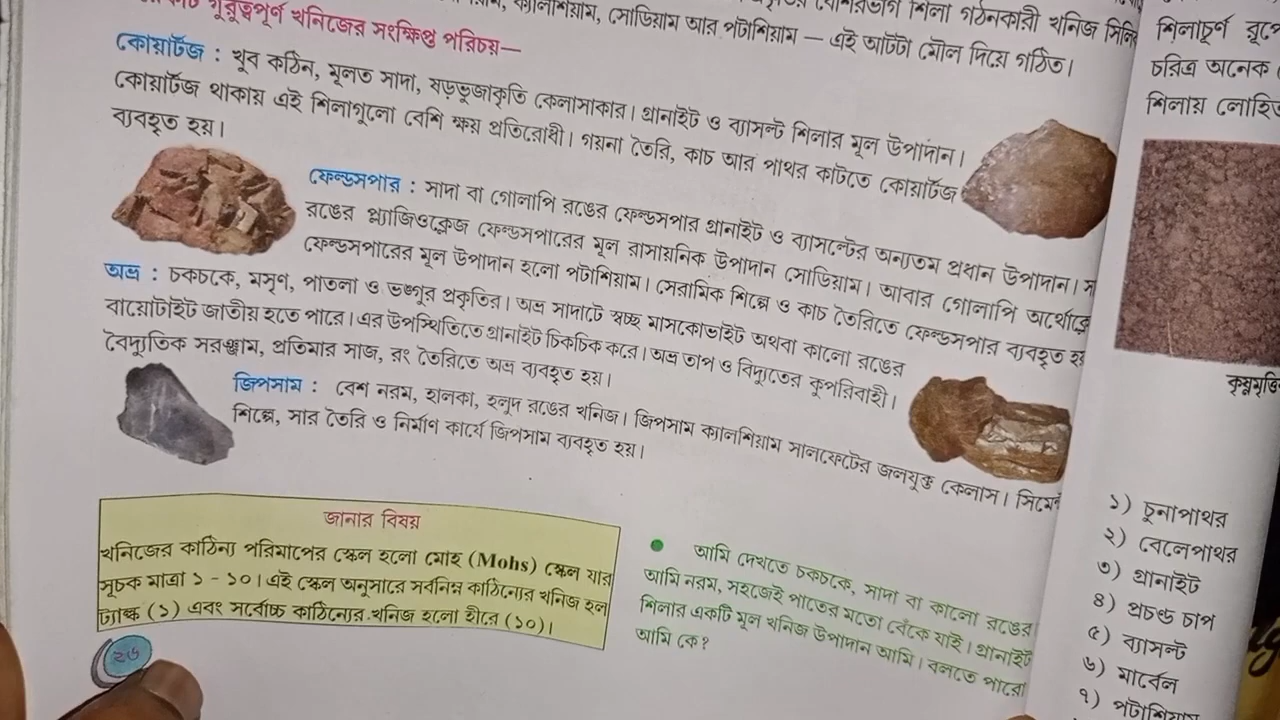 ক্যালশিয়াম, সোডিয়াম আর পটাশিয়াম — এই আটটা মৌল দিয়ে গঠিত।
গুরুত্বপূর্ণ খনিজের সংক্ষিপ্ত পরিচয়—
কোয়ার্টজ : খুব কঠিন, মূলত সাদা, ষড়ভুজাকৃতি কেলাসাকার। গ্রানাইট ও ব্যাসল্ট শিলার মূল উপাদান।
কোয়ার্টজ থাকায় এই শিলাগুলো বেশি ক্ষয় প্রতিরোধী। গয়না তৈরি, কাচ আর পাথর কাটতে কোয়ার্টজ
ব্যবহৃত হয়।
ফেল্ডসপার : সাদা বা গোলাপি রঙের ফেল্ডসপার গ্রানাইট ও ব্যাসল্টের অন্যতম প্রধান উপাদান।
রঙের প্ল্যাজিওক্লেজ ফেল্ডসপারের মূল রাসায়নিক উপাদান সোডিয়াম। আবার গোলাপি অর্থোক্লে
ফেল্ডসপারের মূল উপাদান হলো পটাশিয়াম। সেরামিক শিল্পে ও কাচ তৈরিতে ফেল্ডসপার ব্যবহৃত হয়
অভ্র : চকচকে, মসৃণ, পাতলা ও ভঙ্গুর প্রকৃতির। অভ্র সাদাটে স্বচ্ছ মাসকোভাইট অথবা কালো রঙের
বায়োটাইট জাতীয় হতে পারে। এর উপস্থিতিতে গ্রানাইট চিকচিক করে। অভ্র তাপ ও বিদ্যুতের কুপরিবাহী।
বৈদ্যুতিক সরঞ্জাম, প্রতিমার সাজ, রং তৈরিতে অভ্র ব্যবহৃত হয়।
জিপসাম : বেশ নরম, হালকা, হলুদ রঙের খনিজ। জিপসাম ক্যালশিয়াম সালফেটের জলযুক্ত কেলাস। সিমেন্ট
শিল্পে, সার তৈরি ও নির্মাণ কার্যে জিপসাম ব্যবহৃত হয়।
জানার বিষয়
খনিজের কাঠিন্য পরিমাপের স্কেল হলো মোহ (Mohs) স্কেল যার
সূচক মাত্রা ১ - ১০। এই স্কেল অনুসারে সর্বনিম্ন কাঠিন্যের খনিজ হল
ট্যাল্ক (১) এবং সর্বোচ্চ কাঠিন্যের খনিজ হলো হীরে (১০)।
• আমি দেখতে চকচকে, সাদা বা কালো রঙের
আমি নরম, সহজেই পাতের মতো বেঁকে যাই। গ্রানাইট
শিলার একটি মূল খনিজ উপাদান আমি। বলতে পারো
আমি কে?
২৬
শিলাচূর্ণ রূপে
চরিত্র অনেক
শিলায় লোহি
কৃষ্ণমৃত্তি
১) চুনাপাথর
২) বেলেপাথর
৩) গ্রানাইট
৪) প্রচণ্ড চাপ
৫) ব্যাসল্ট
৬) মার্বেল
৭) পটাশিয়াম